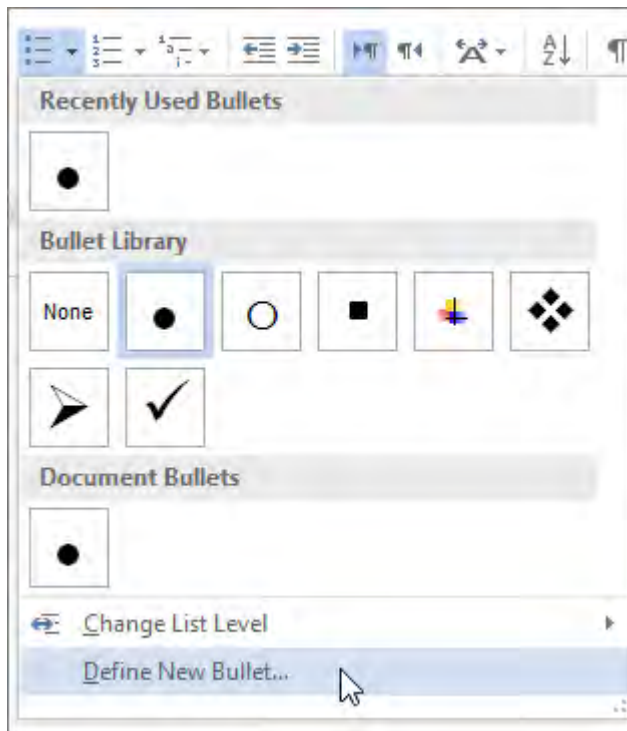 Recently Used Bullets
Bullet Library
None
Document Bullets
Change List Level
Define New Bullet...